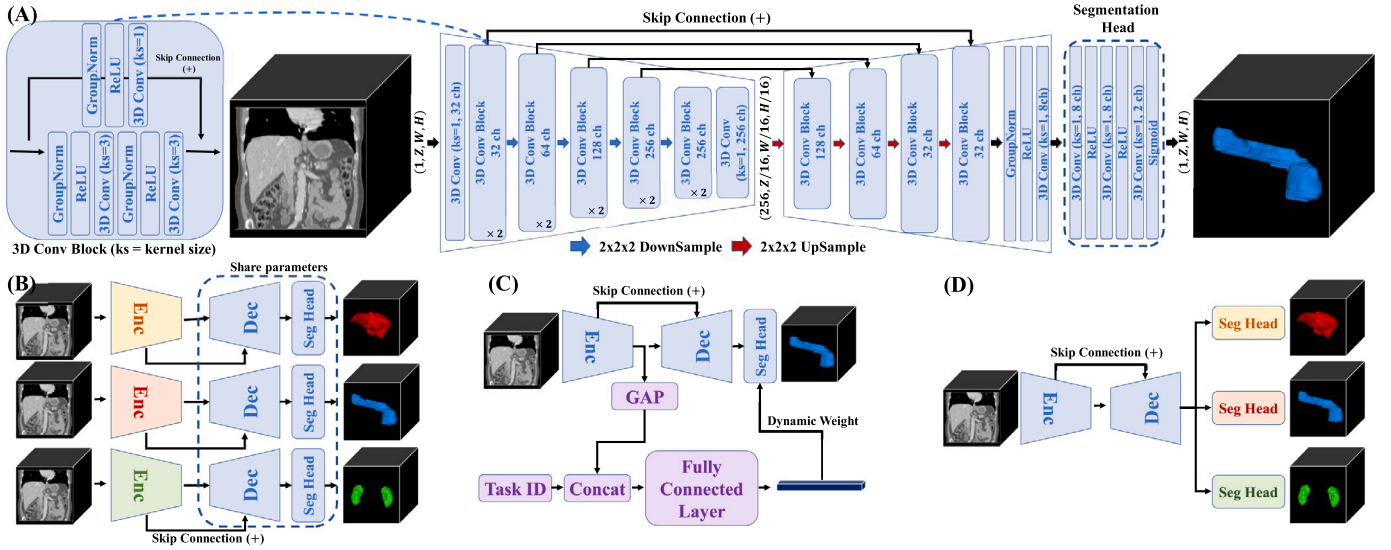 (A)
GroupNorm
ReLU
3D Conv (ks=1)
Skip Connection
(+)
GroupNorm
ReLU
3D Conv (ks=3)
GroupNorm
ReLU
3D Conv (ks=3)
3D Conv Block (ks = kernel size)
(1, Z, W, H)
Skip Connection (+)
3D Conv (ks=1, 32 ch)
3D Conv Block
32 ch
× 2
3D Conv Block
64 ch
× 2
3D Conv Block
128 ch
× 2
3D Conv Block
256 ch
× 2
3D Conv Block
256 ch
× 2
3D Conv
(ks=1, 256 ch)
(256, Z/16, W/16, H/16)
3D Conv Block
128 ch
3D Conv Block
64 ch
3D Conv Block
32 ch
3D Conv Block
32 ch
GroupNorm
ReLU
3D Conv (ks=1, 8ch)
Segmentation
Head
3D Conv (ks=1, 8 ch)
ReLU
3D Conv (ks=1, 8 ch)
ReLU
3D Conv (ks=1, 2 ch)
Sigmoid
(1, Z, W, H)
2x2x2 DownSample
2x2x2 UpSample
(B)
Share parameters
Enc
Dec
Seg Head
Enc
Dec
Seg Head
Enc
Dec
Seg Head
Skip Connection (+)
(C)
Skip Connection (+)
Enc
Dec
Seg Head
GAP
Dynamic Weight
Task ID
Concat
Fully
Connected
Layer
(D)
Skip Connection (+)
Enc
Dec
Seg Head
Seg Head
Seg Head